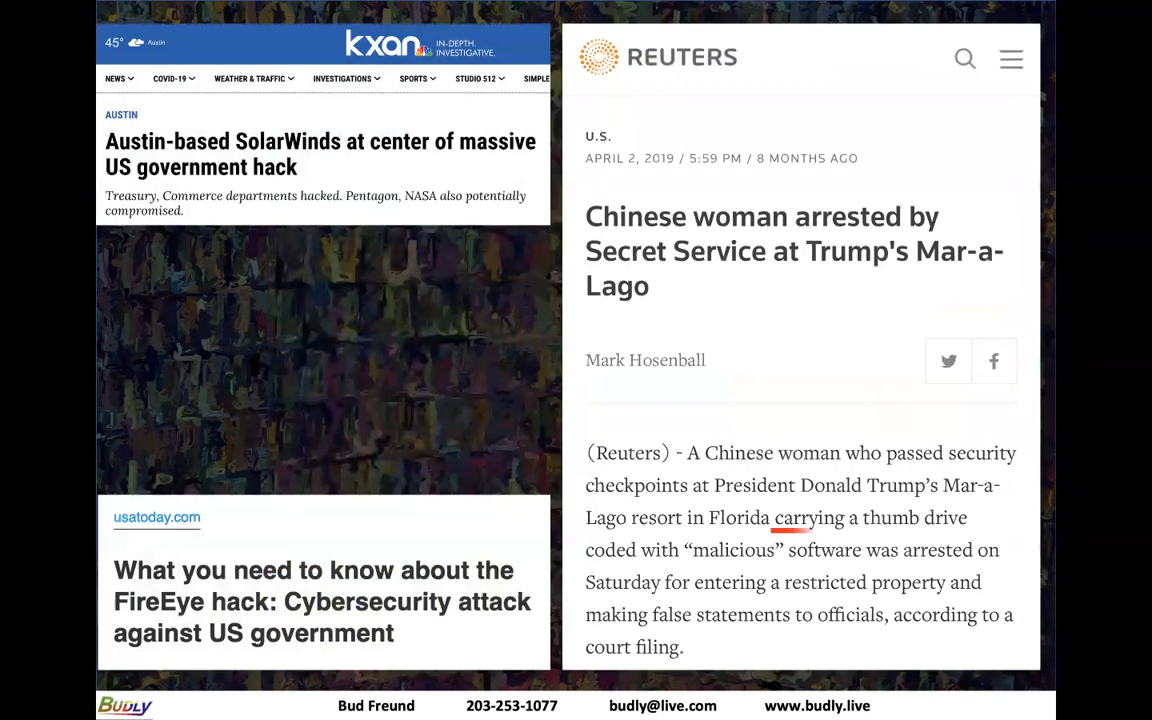 45° Austin
kxan IN-DEPTH.
INVESTIGATIVE.
NEWS COVID-19 WEATHER & TRAFFIC INVESTIGATIONS SPORTS STUDIO 512 SIMPLE
AUSTIN
Austin-based SolarWinds at center of massive
US government hack
Treasury, Commerce departments hacked. Pentagon, NASA also potentially
compromised.
usatoday.com
What you need to know about the
FireEye hack: Cybersecurity attack
against US government
REUTERS
U.S.
APRIL 2, 2019 / 5:59 PM / 8 MONTHS AGO
Chinese woman arrested by
Secret Service at Trump's Mar-a-
Lago
Mark Hosenball
(Reuters) - A Chinese woman who passed security
checkpoints at President Donald Trump’s Mar-a-
Lago resort in Florida carrying a thumb drive
coded with “malicious” software was arrested on
Saturday for entering a restricted property and
making false statements to officials, according to a
court filing.
BUDLY Bud Freund 203-253-1077 budly@live.com www.budly.live